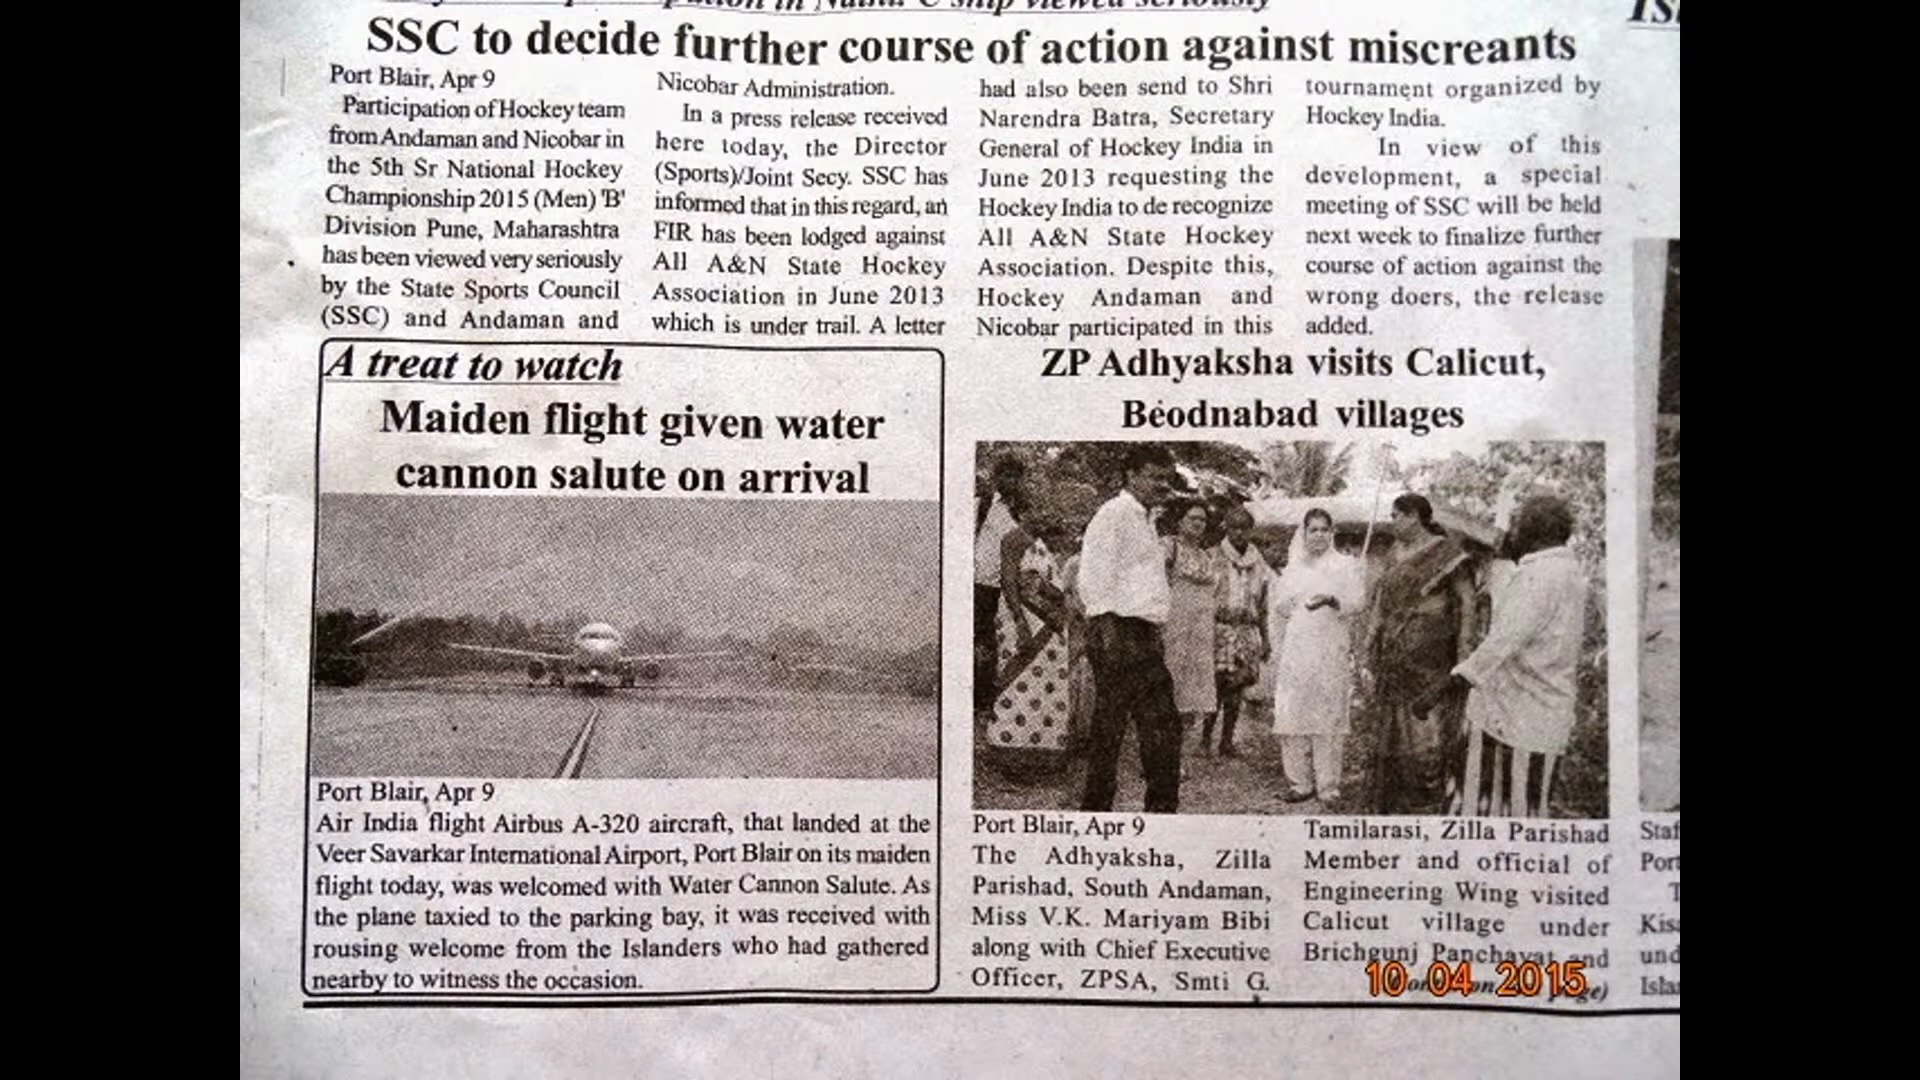 SSC to decide further course of action against miscreants
Port Blair, Apr 9
Participation of Hockey team
from Andaman and Nicobar in
the 5th Sr National Hockey
Championship 2015 (Men) 'B'
Division Pune, Maharashtra
has been viewed very seriously
by the State Sports Council
(SSC) and Andaman and
Nicobar Administration.
In a press release received
here today, the Director
(Sports)/Joint Secy. SSC has
informed that in this regard, an
FIR has been lodged against
All A&N State Hockey
Association in June 2013
which is under trail. A letter
had also been send to Shri
Narendra Batra, Secretary
General of Hockey India in
June 2013 requesting the
Hockey India to de recognize
All A&N State Hockey
Association. Despite this,
Hockey Andaman and
Nicobar participated in this
tournament organized by
Hockey India.
In view of this
development, a special
meeting of SSC will be held
next week to finalize further
course of action against the
wrong doers, the release
added.
A treat to watch
Maiden flight given water
cannon salute on arrival
Port Blair, Apr 9
Air India flight Airbus A-320 aircraft, that landed at the
Veer Savarkar International Airport, Port Blair on its maiden
flight today, was welcomed with Water Cannon Salute. As
the plane taxied to the parking bay, it was received with
rousing welcome from the Islanders who had gathered
nearby to witness the occasion.
ZP Adhyaksha visits Calicut,
Beodnabad villages
Port Blair, Apr 9
The Adhyaksha, Zilla
Parishad, South Andaman,
Miss V.K. Mariyam Bibi
along with Chief Executive
Officer, ZPSA, Smti G.
Tamilarasi, Zilla Parishad
Member and official of
Engineering Wing visited
Calicut village under
Brichgunj Panchayat and
10 04 2015